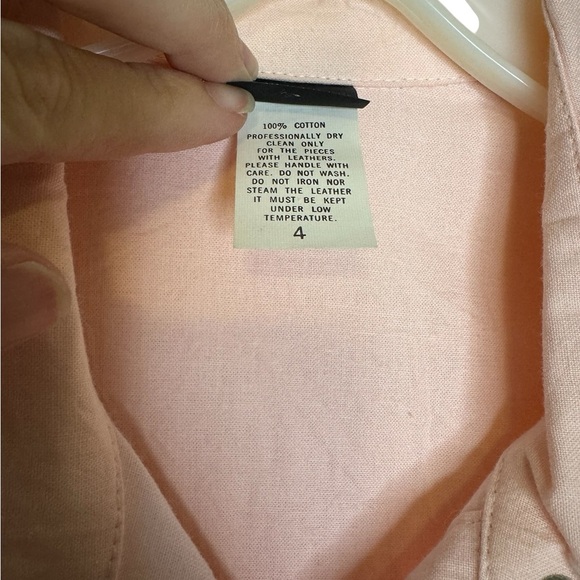 100% COTTON
PROFESSIONALLY DRY
CLEAN ONLY
FOR THE PIECES
WITH LEATHERS.
PLEASE HANDLE WITH
CARE. DO NOT WASH.
DO NOT IRON NOR
STEAM THE LEATHER
IT MUST BE KEPT
UNDER LOW
TEMPERATURE.
4